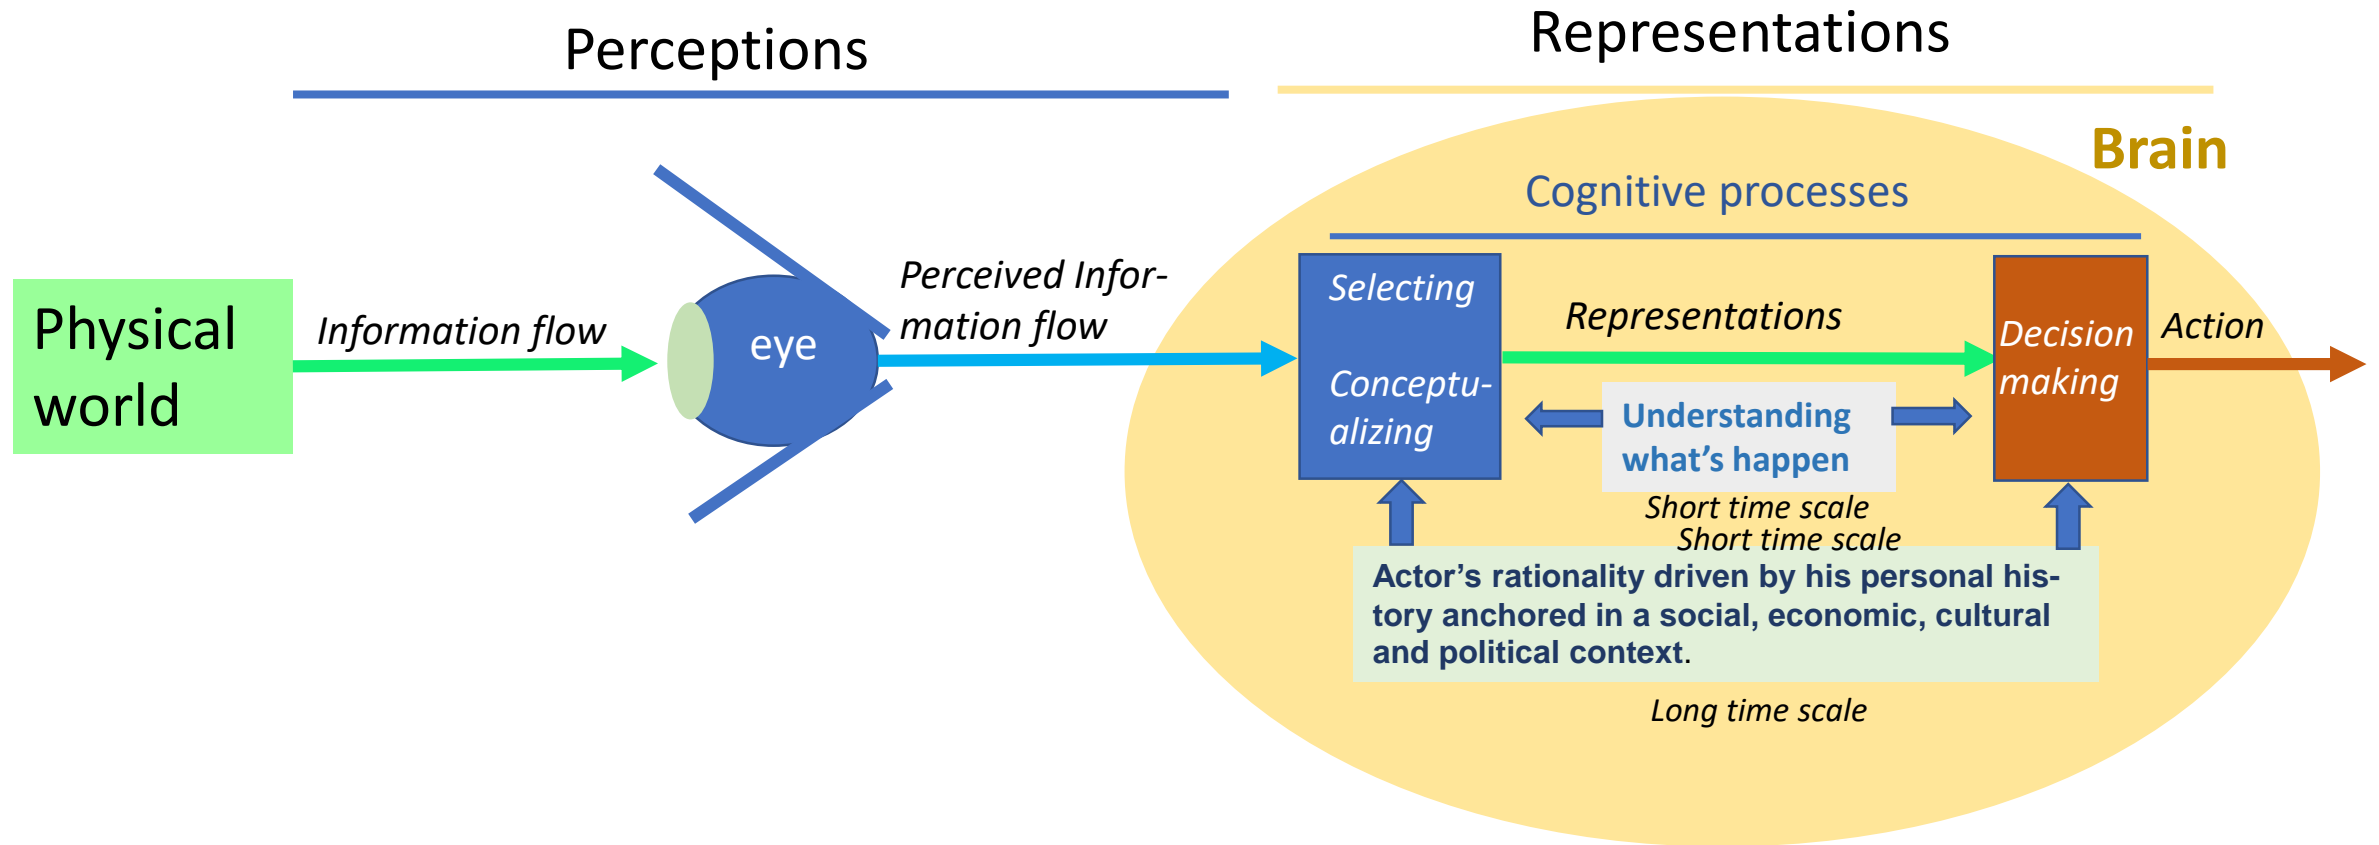 Perceptions
Representations
Brain
Cognitive processes
Physical
world
Information flow
eye
Perceived Infor-
mation flow
Selecting
Conceptu-
alizing
Representations
Decision
making
Action
Understanding
what’s happen
Short time scale
Short time scale
Actor’s rationality driven by his personal his-
tory anchored in a social, economic, cultural
and political context.
Long time scale